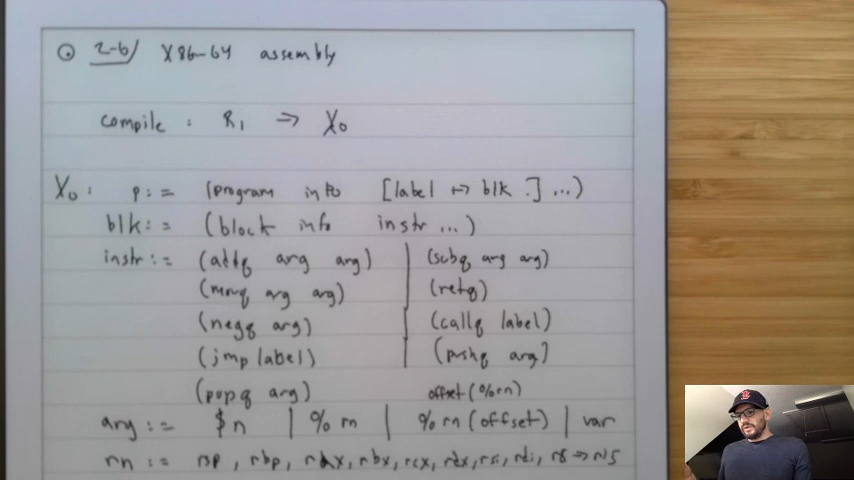 ⊙ 2-6/ X86-64 assembly
compile : R1 => X0
X0: p:= (program info [label ↦ blk .] ...)
blk:= (block info instr ...)
instr:= (addq arg arg) | (subq arg arg)
(movq arg arg) | (retq)
(negq arg) | (callq label)
(jmp label) | (pushq arg)
(popq arg) offset(%rn)
arg:= $n | %rn | %rn(offset) | var
rn:= rsp, rbp, rax, rbx, rcx, rdx, rsi, rdi, r8 → r15